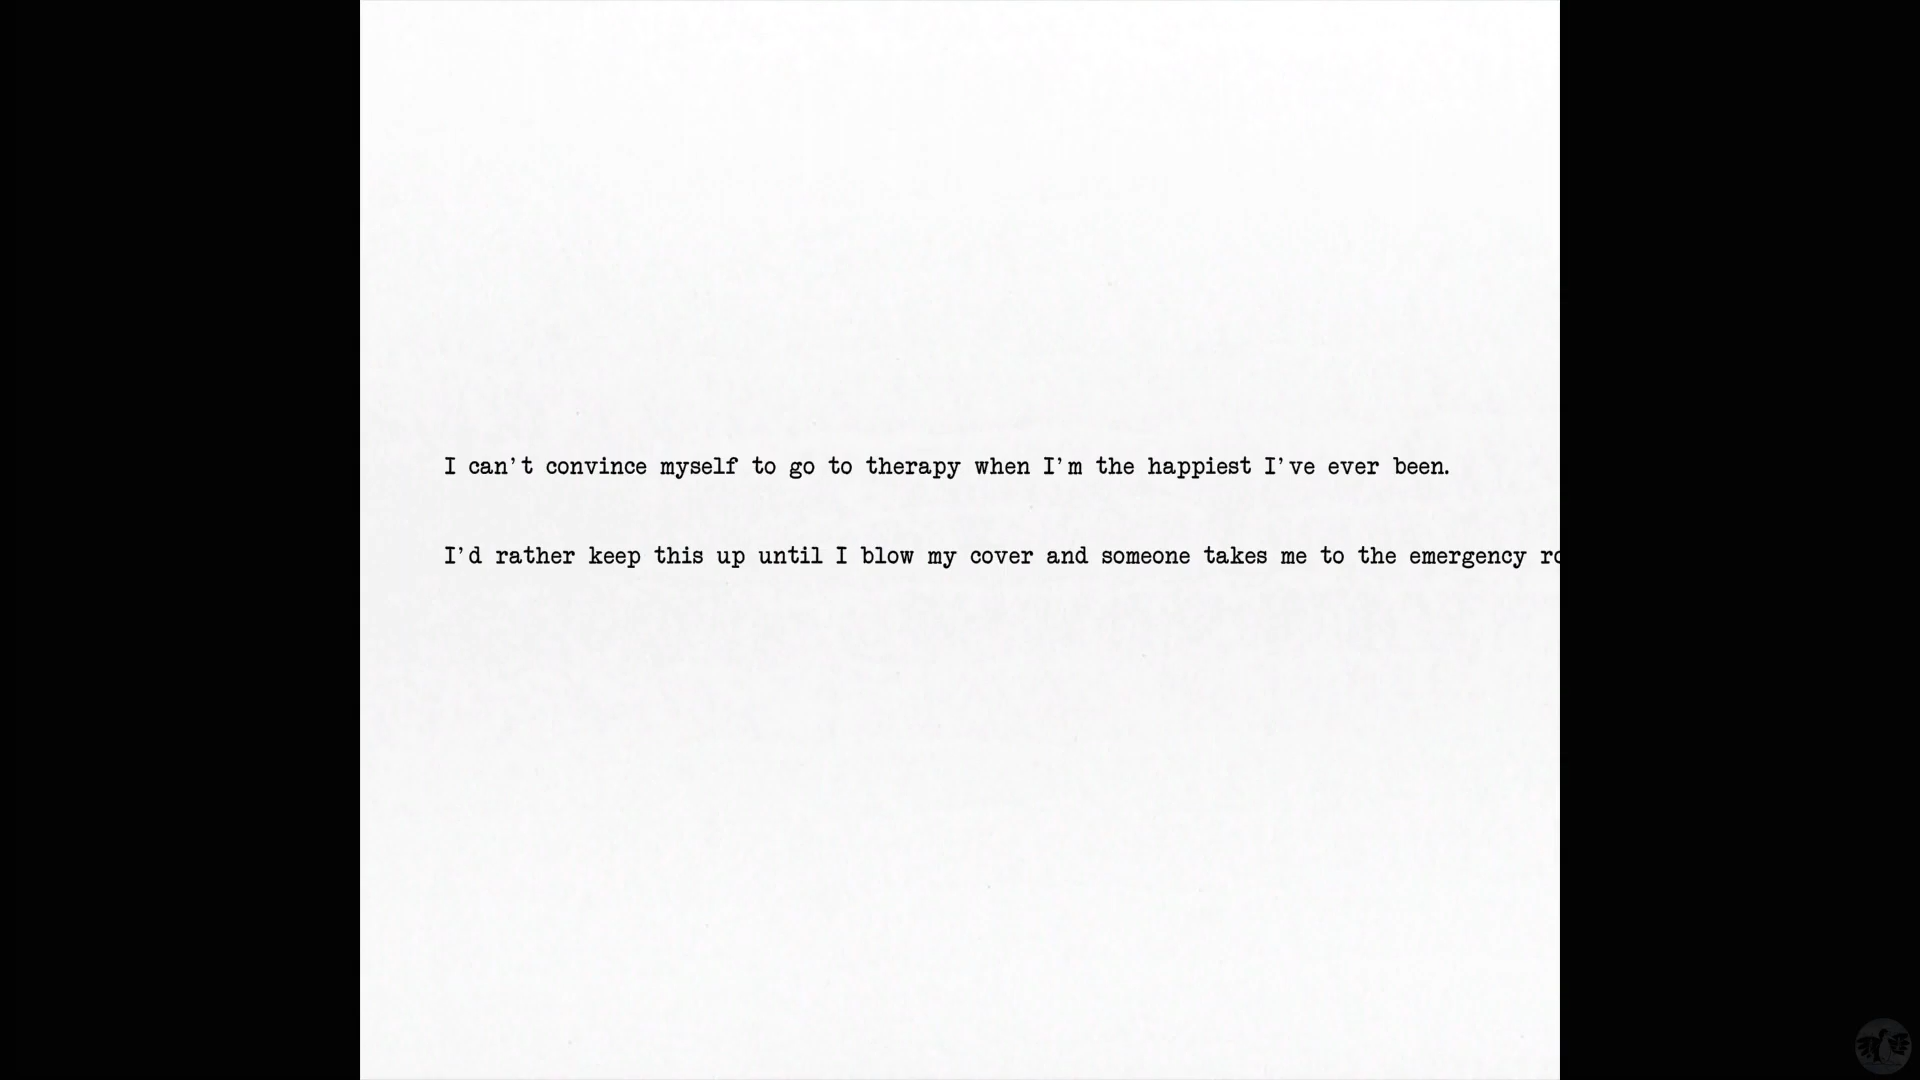 I can’t convince myself to go to therapy when I’m the happiest I’ve ever been.
I’d rather keep this up until I blow my cover and someone takes me to the emergency